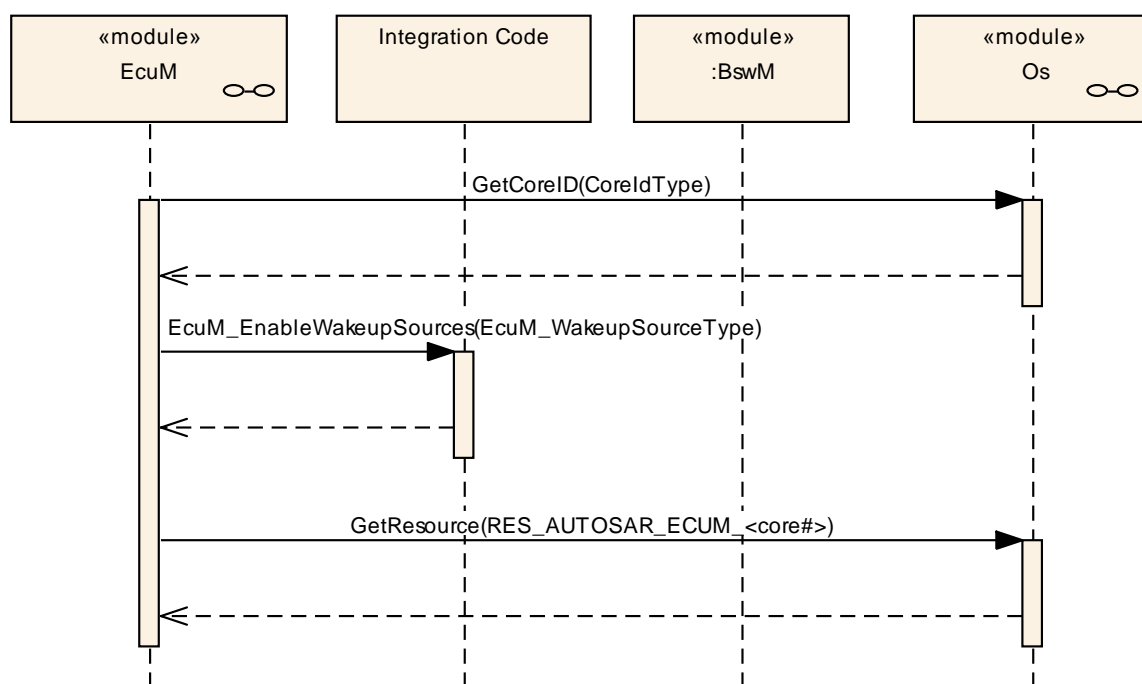 «module»
EcuM
Integration Code
«module»
:BswM
«module»
Os
GetCoreID(CoreIdType)
EcuM_EnableWakeupSources(EcuM_WakeupSourceType)
GetResource(RES_AUTOSAR_ECUM_<core#>)